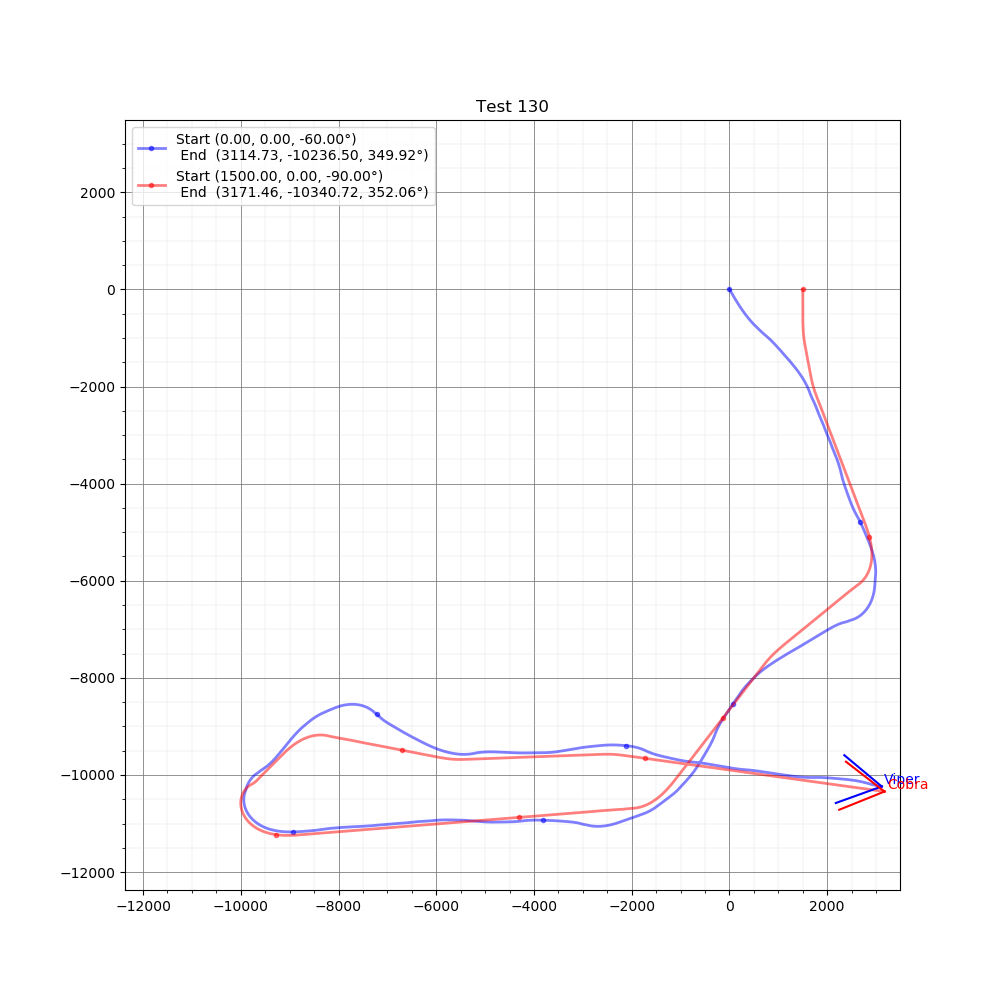 Test 130
Start (0.00, 0.00, -60.00°)
End  (3114.73, -10236.50, 349.92°)
Start (1500.00, 0.00, -90.00°)
End  (3171.46, -10340.72, 352.06°)
2000
0
−2000
−4000
−6000
−8000
−10000
−12000
Viper
Cobra
−12000 −10000 −8000 −6000 −4000 −2000 0 2000